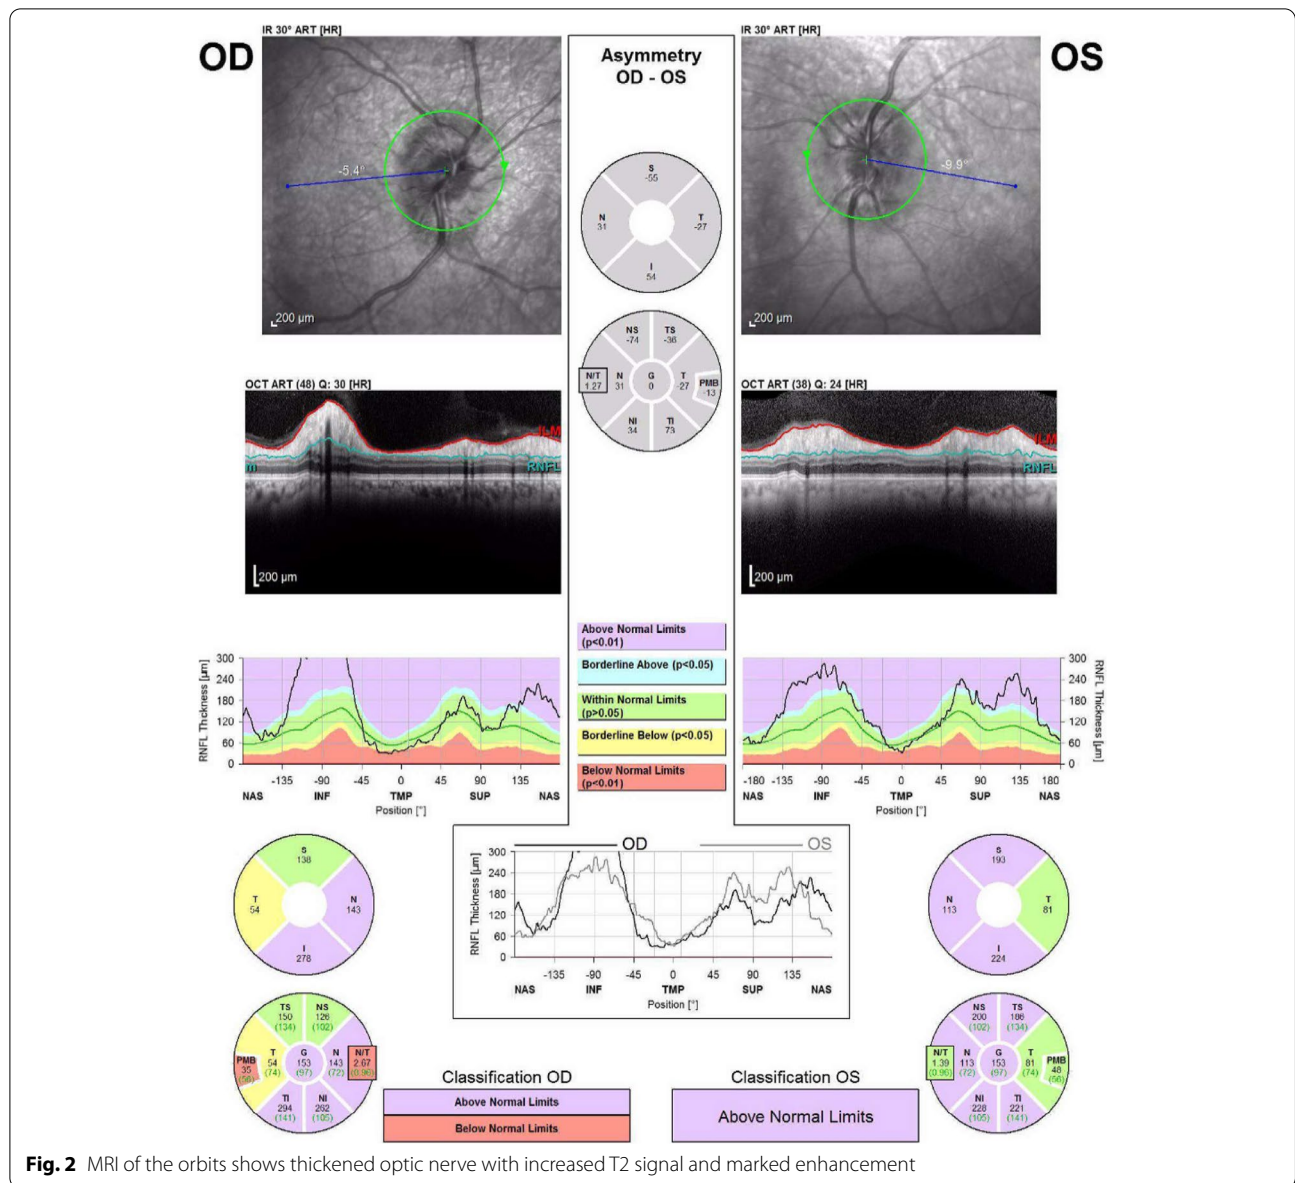 IR 30° ART [HR]
OD
-5.4°
200 µm
Asymmetry
OD - OS
IR 30° ART [HR]
OS
-9.9°
200 µm
S
-55
N
31
T
-27
I
54
NS
-74
TS
-36
N/T
1.27
N
31
G
0
T
-27
PMB
-13
NI
34
TI
73
OCT ART (48) Q: 30 [HR]
ILM
RNFL
200 µm
OCT ART (38) Q: 24 [HR]
ILM
RNFL
200 µm
Above Normal Limits
(p<0.01)
Borderline Above (p<0.05)
Within Normal Limits
(p>0.05)
Borderline Below (p<0.05)
Below Normal Limits
(p<0.01)
RNFL Thickness [µm]
300
240
180
120
60
0
-135 -90 -45 0 45 90 135
NAS INF TMP SUP NAS
Position [°]
300
240
180
120
60
0
RNFL Thickness [µm]
-180 -135 -90 -45 0 45 90 135 180
NAS INF TMP SUP NAS
Position [°]
OD
OS
RNFL Thickness [µm]
300
240
180
120
60
0
-135 -90 -45 0 45 90 135
NAS INF TMP SUP NAS
Position [°]
S
138
T
54
N
143
I
278
S
193
N
113
T
81
I
224
TS
150
(134)
NS
126
(102)
PMB
35
(56)
T
54
(74)
G
153
(97)
N
143
(72)
N/T
2.67
(0.96)
TI
294
(141)
NI
262
(105)
Classification OD
Above Normal Limits
Below Normal Limits
Classification OS
Above Normal Limits
NS
200
(102)
TS
186
(134)
N/T
1.39
(0.96)
N
113
(72)
G
153
(97)
T
81
(74)
PMB
48
(56)
NI
228
(105)
TI
221
(141)
Fig. 2 MRI of the orbits shows thickened optic nerve with increased T2 signal and marked enhancement